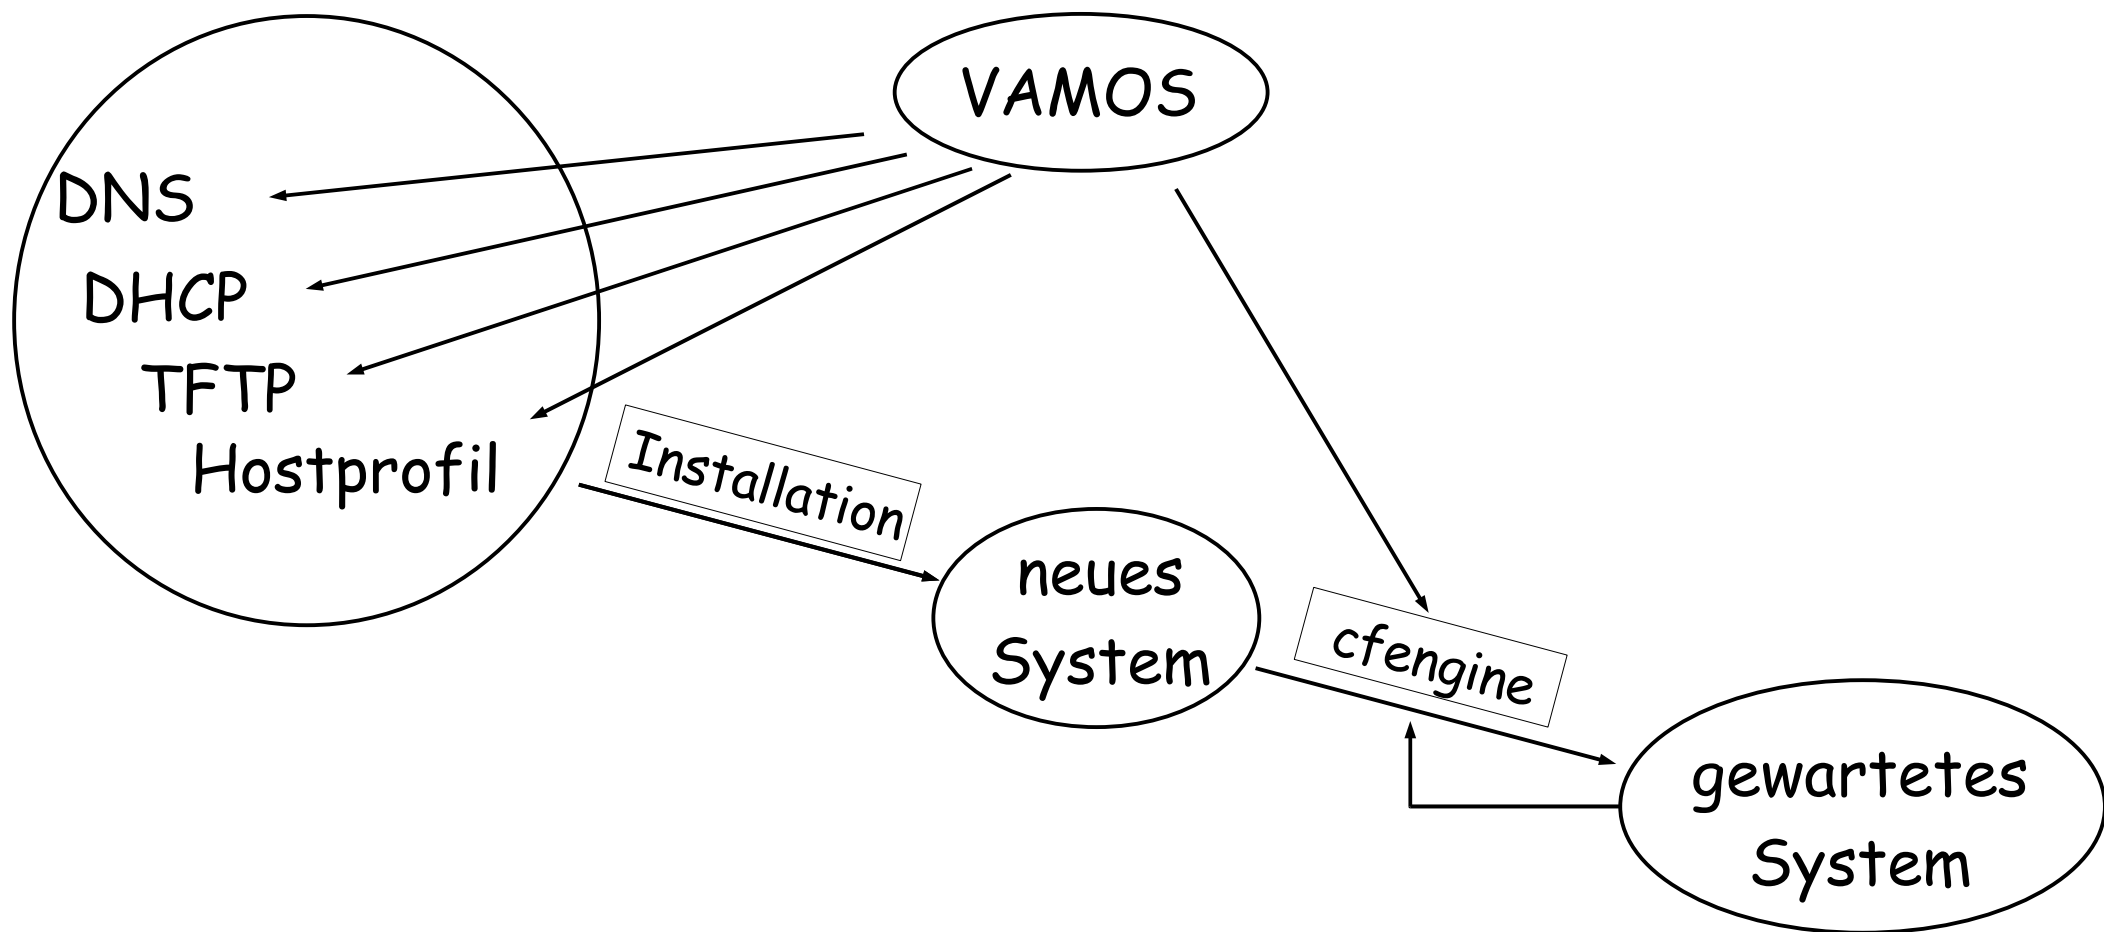 VAMOS
DNS
DHCP
TFTP
Hostprofil
Installation
neues
System
cfengine
gewartetes
System